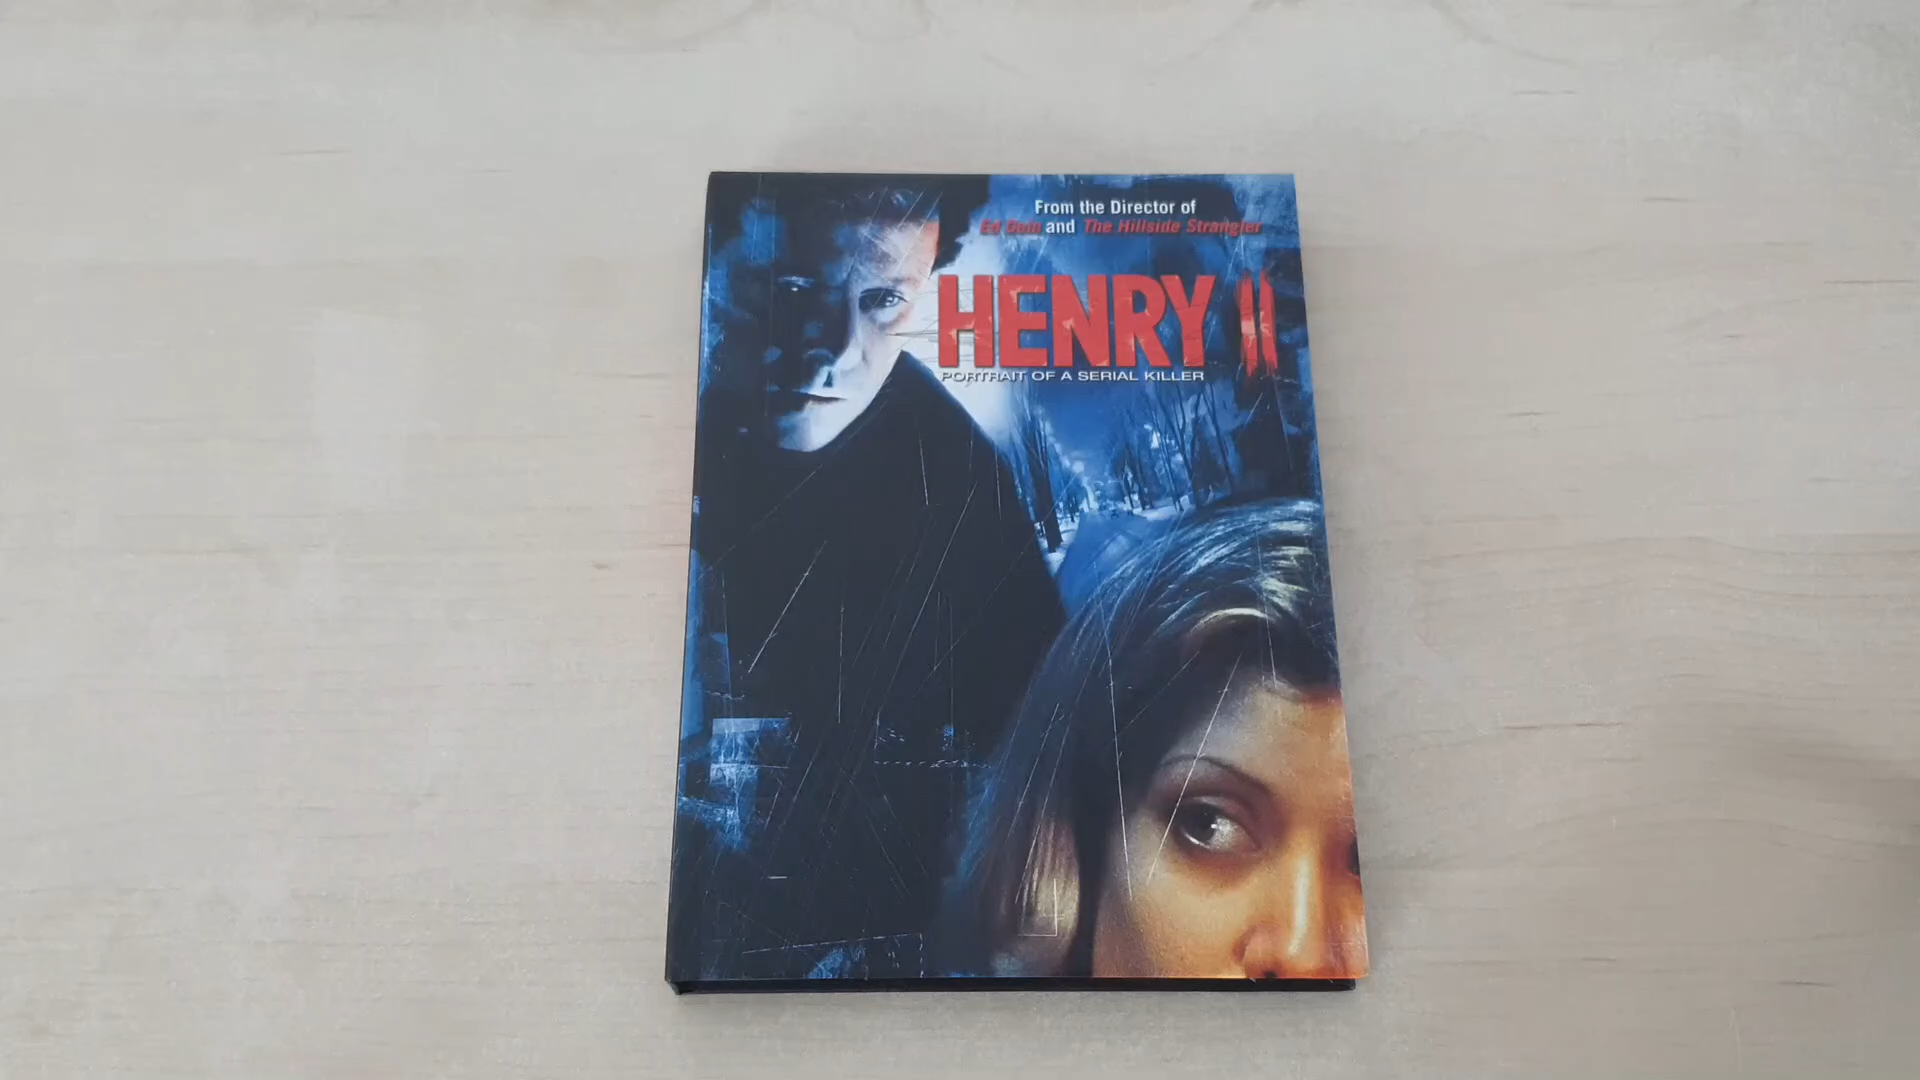 From the Director of
Ed Gein and The Hillside Strangler
HENRY II
PORTRAIT OF A SERIAL KILLER